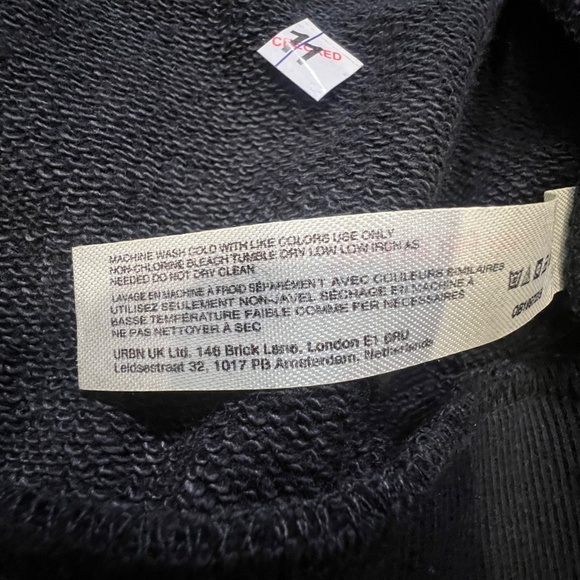 CHECKED
11
MACHINE WASH COLD WITH LIKE COLORS USE ONLY
NON-CHLORINE BLEACH TUMBLE DRY LOW LOW IRON AS
NEEDED DO NOT DRY CLEAN
LAVAGE EN MACHINE A FROID SÉPARÉMENT AVEC COULEURS SIMILAIRES
UTILISEZ SEULEMENT NON-JAVEL SÉCHAGE EN MACHINE À
BASSE TEMPÉRATURE FAIBLE COMME FER PAR NÉCESSAIRES
NE PAS NETTOYER À SEC
URBN UK Ltd. 146 Brick Lane, London E1 6RU
Leidsestraat 32, 1017 PB Amsterdam, Netherlands